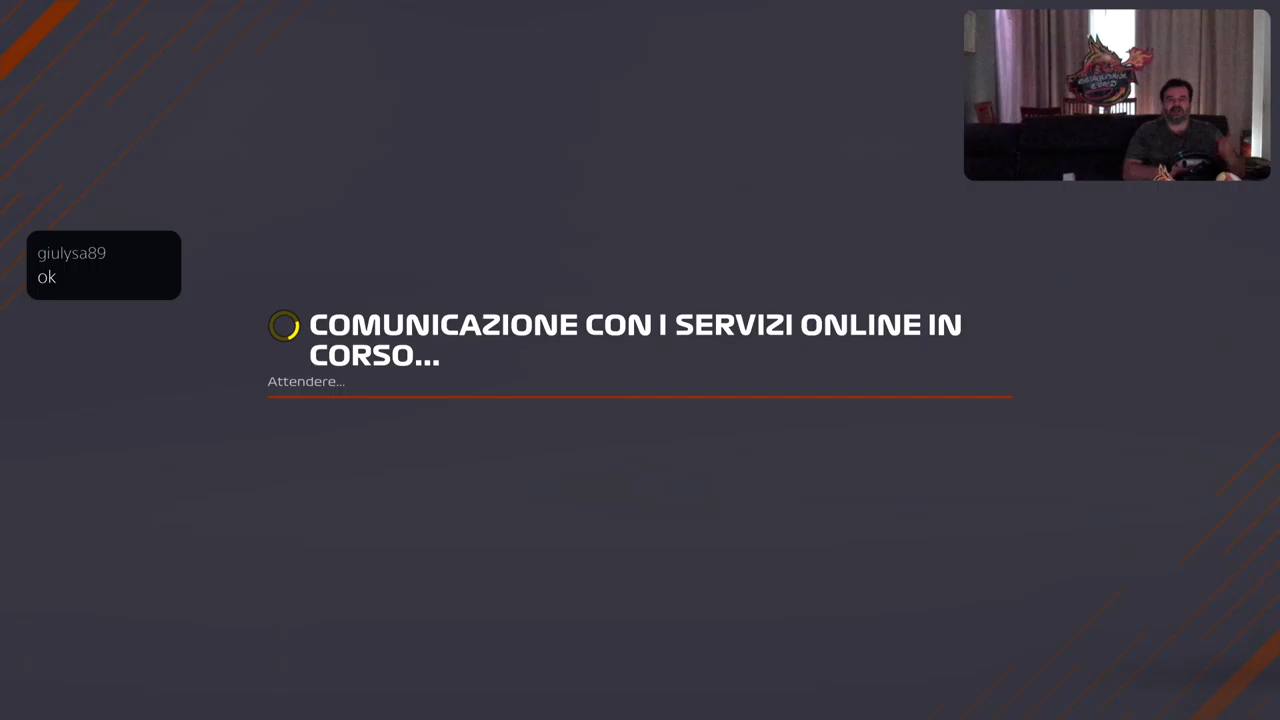 giulysa89
ok
COMUNICAZIONE CON I SERVIZI ONLINE IN
CORSO...
Attendere...